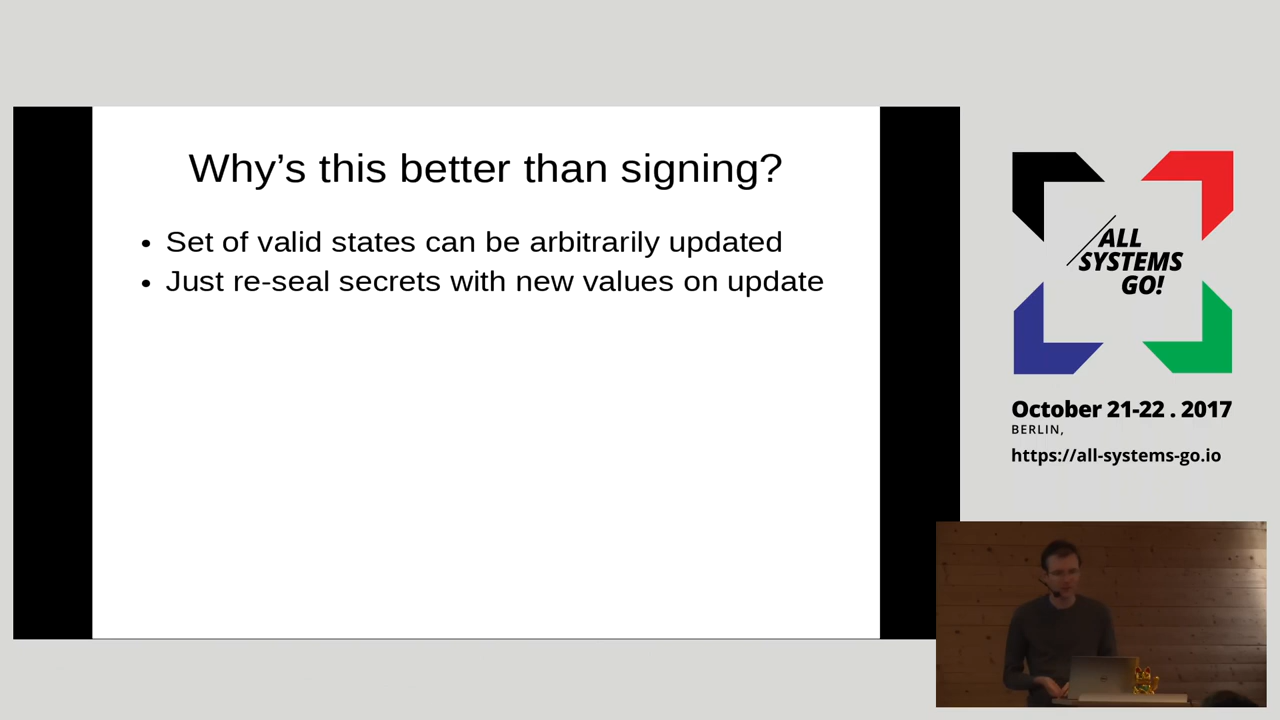 Why’s this better than signing?
• Set of valid states can be arbitrarily updated
• Just re-seal secrets with new values on update
ALL
SYSTEMS
GO!
October 21-22 . 2017
BERLIN,
https://all-systems-go.io